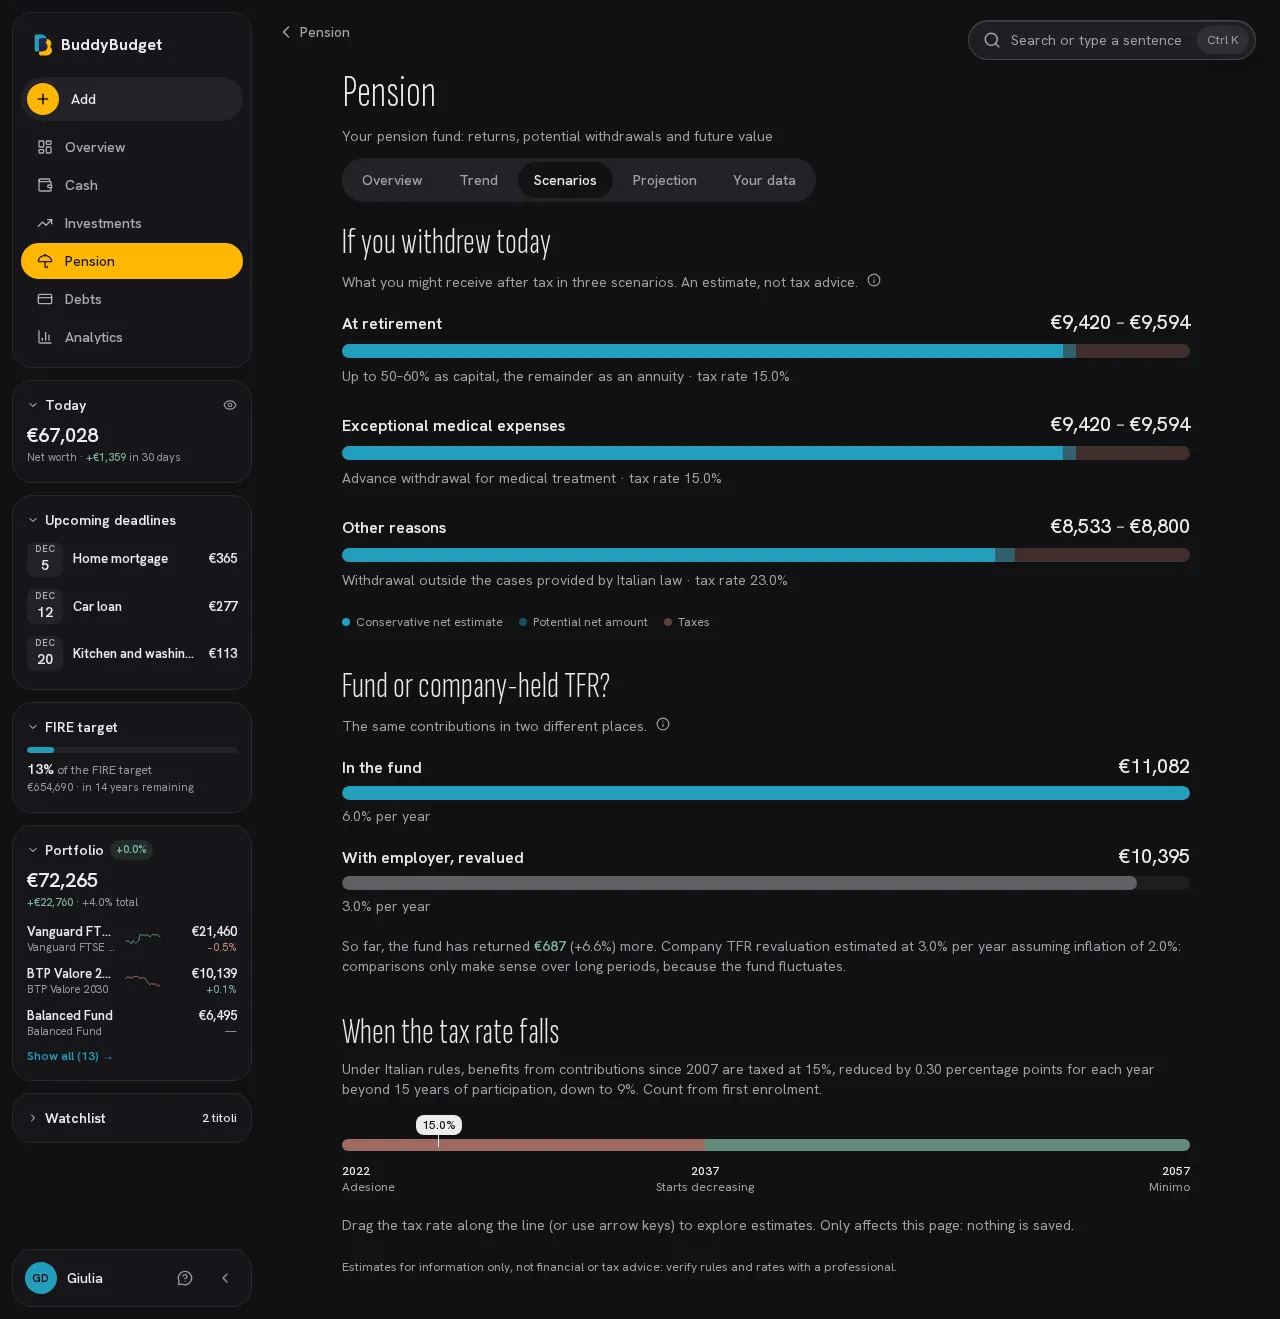 BuddyBudget
Add
Overview
Cash
Investments
Pension
Debts
Analytics
Today
€67,028
Net worth · +€1,359 in 30 days
Upcoming deadlines
DEC
5
Home mortgage
€365
DEC
12
Car loan
€277
DEC
20
Kitchen and washin...
€113
FIRE target
13% of the FIRE target
€654,690 · in 14 years remaining
Portfolio
+0.0%
€72,265
+€22,760 · +4.0% total
Vanguard FT...
€21,460
Vanguard FTSE ...
−0.5%
BTP Valore 2...
€10,139
BTP Valore 2030
+0.1%
Balanced Fund
€6,495
Balanced Fund
—
Show all (13) →
Watchlist
2 titoli
GD
Giulia
Pension
Search or type a sentence
Ctrl K
Pension
Your pension fund: returns, potential withdrawals and future value
Overview
Trend
Scenarios
Projection
Your data
If you withdrew today
What you might receive after tax in three scenarios. An estimate, not tax advice.
At retirement
€9,420 – €9,594
Up to 50–60% as capital, the remainder as an annuity · tax rate 15.0%
Exceptional medical expenses
€9,420 – €9,594
Advance withdrawal for medical treatment · tax rate 15.0%
Other reasons
€8,533 – €8,800
Withdrawal outside the cases provided by Italian law · tax rate 23.0%
Conservative net estimate
Potential net amount
Taxes
Fund or company-held TFR?
The same contributions in two different places.
In the fund
€11,082
6.0% per year
With employer, revalued
€10,395
3.0% per year
So far, the fund has returned €687 (+6.6%) more. Company TFR revaluation estimated at 3.0% per year assuming inflation of 2.0%:
comparisons only make sense over long periods, because the fund fluctuates.
When the tax rate falls
Under Italian rules, benefits from contributions since 2007 are taxed at 15%, reduced by 0.30 percentage points for each year
beyond 15 years of participation, down to 9%. Count from first enrolment.
15.0%
2022
Adesione
2037
Starts decreasing
2057
Minimo
Drag the tax rate along the line (or use arrow keys) to explore estimates. Only affects this page: nothing is saved.
Estimates for information only, not financial or tax advice: verify rules and rates with a professional.